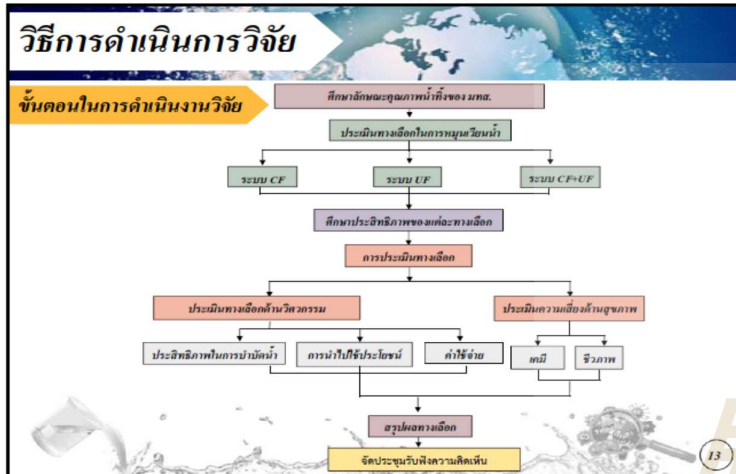 วิธีการดำเนินการวิจัย
ขั้นตอนในการดำเนินงานวิจัย
ศึกษาลักษณะคุณภาพน้ำทิ้งของ มทส.
ประเมินทางเลือกในการหมุนเวียนน้ำ
ระบบ CF
ระบบ UF
ระบบ CF+UF
ศึกษาประสิทธิภาพของแต่ละทางเลือก
การประเมินทางเลือก
ประเมินทางเลือกด้านวิศวกรรม
ประเมินความเสี่ยงด้านสุขภาพ
ประสิทธิภาพในการบำบัดน้ำ
การนำไปใช้ประโยชน์
ค่าใช้จ่าย
เคมี
ชีวภาพ
สรุปผลทางเลือก
จัดประชุมรับฟังความคิดเห็น
13